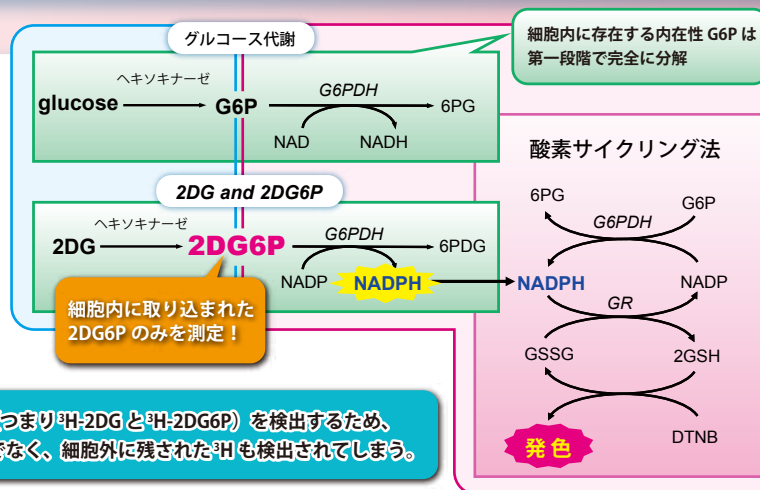 グルコース代謝
細胞内に存在する内在性 G6P は
第一段階で完全に分解
ヘキソキナーゼ
glucose
G6P
G6PDH
6PG
NAD
NADH
2DG and 2DG6P
ヘキソキナーゼ
2DG
2DG6P
G6PDH
6PDG
NADP
NADPH
細胞内に取り込まれた
2DG6P のみを測定！
酸素サイクリング法
6PG
G6P
G6PDH
NADPH
NADP
GR
GSSG
2GSH
発色
DTNB
つまり³H-2DG と³H-2DG6P）を検出するため、
でなく、細胞外に残された³H も検出されてしまう。